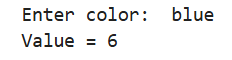 Enter color:  blue
Value = 6